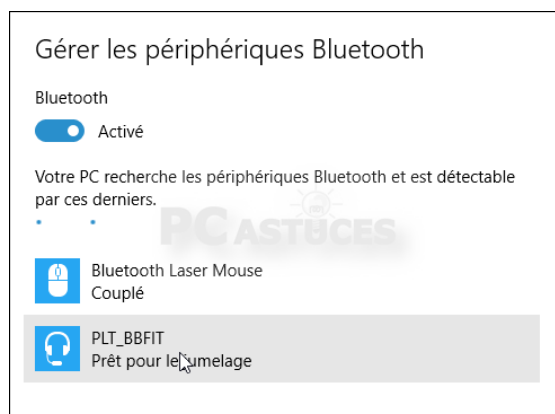 Gérer les périphériques Bluetooth
Bluetooth
Activé
Votre PC recherche les périphériques Bluetooth et est détectable
par ces derniers.
PC ASTUCES
Bluetooth Laser Mouse
Couplé
PLT_BBFIT
Prêt pour le jumelage